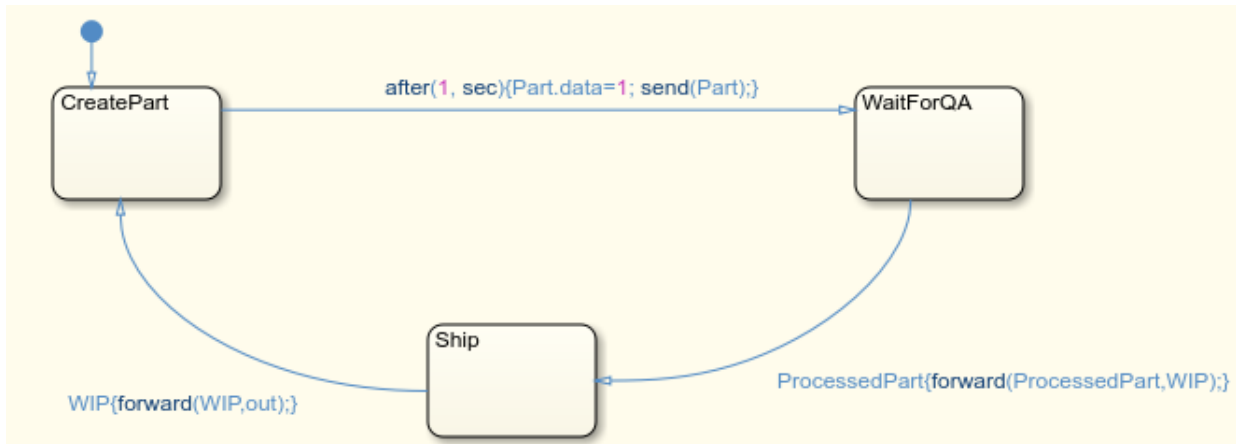 after(1, sec){Part.data=1; send(Part);}
CreatePart
WaitForQA
Ship
ProcessedPart{forward(ProcessedPart,WIP);}
WIP{forward(WIP,out);}